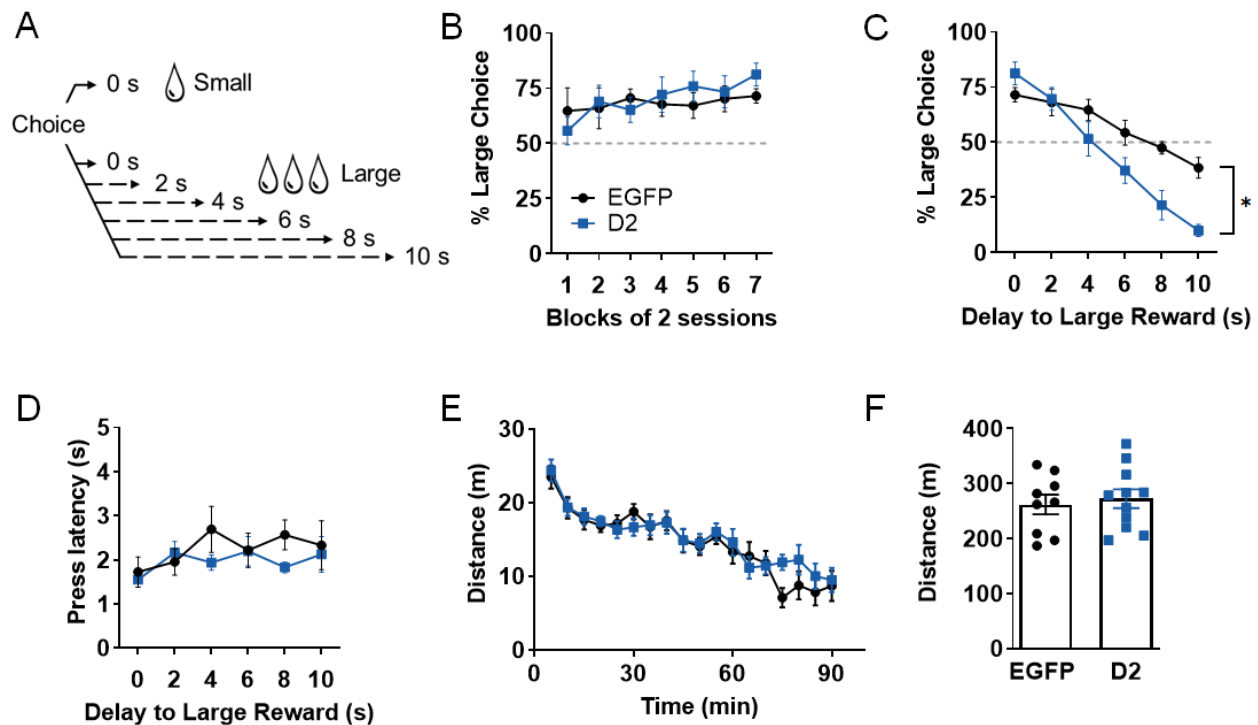 A
0 s Small
Choice
0 s
2 s Large
4 s
6 s
8 s
10 s
B
100
75
50
25
0
% Large Choice
EGFP
D2
1 2 3 4 5 6 7
Blocks of 2 sessions
C
100
75
50
25
0
% Large Choice
*
0 2 4 6 8 10
Delay to Large Reward (s)
D
5
4
3
2
1
0
Press latency (s)
0 2 4 6 8 10
Delay to Large Reward (s)
E
30
20
10
0
Distance (m)
0 30 60 90
Time (min)
F
400
300
200
100
0
Distance (m)
EGFP D2